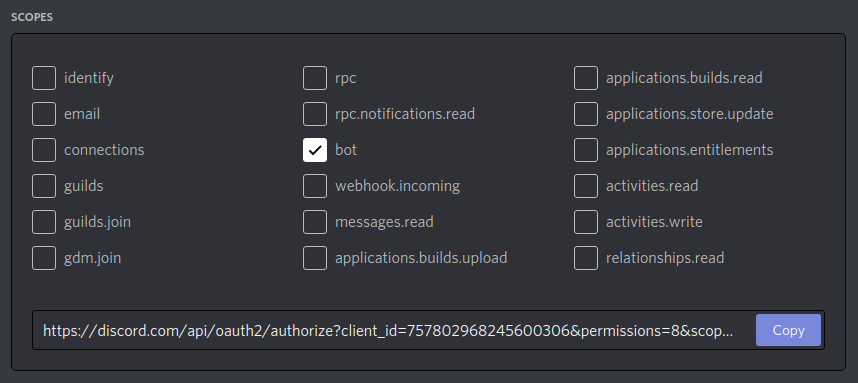 SCOPES
identify
rpc
applications.builds.read
email
rpc.notifications.read
applications.store.update
connections
bot
applications.entitlements
guilds
webhook.incoming
activities.read
guilds.join
messages.read
activities.write
gdm.join
applications.builds.upload
relationships.read
https://discord.com/api/oauth2/authorize?client_id=757802968245600306&permissions=8&scop...
Copy